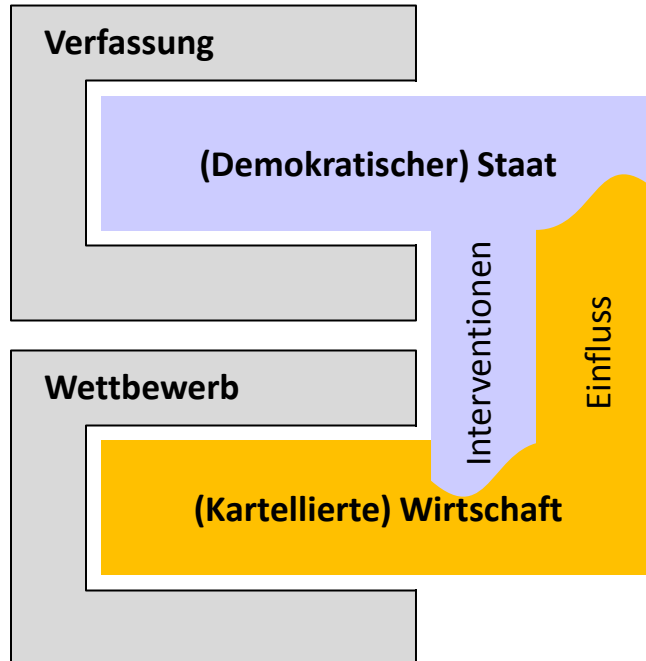 Verfassung
(Demokratischer) Staat
Interventionen
Einfluss
Wettbewerb
(Kartellierte) Wirtschaft